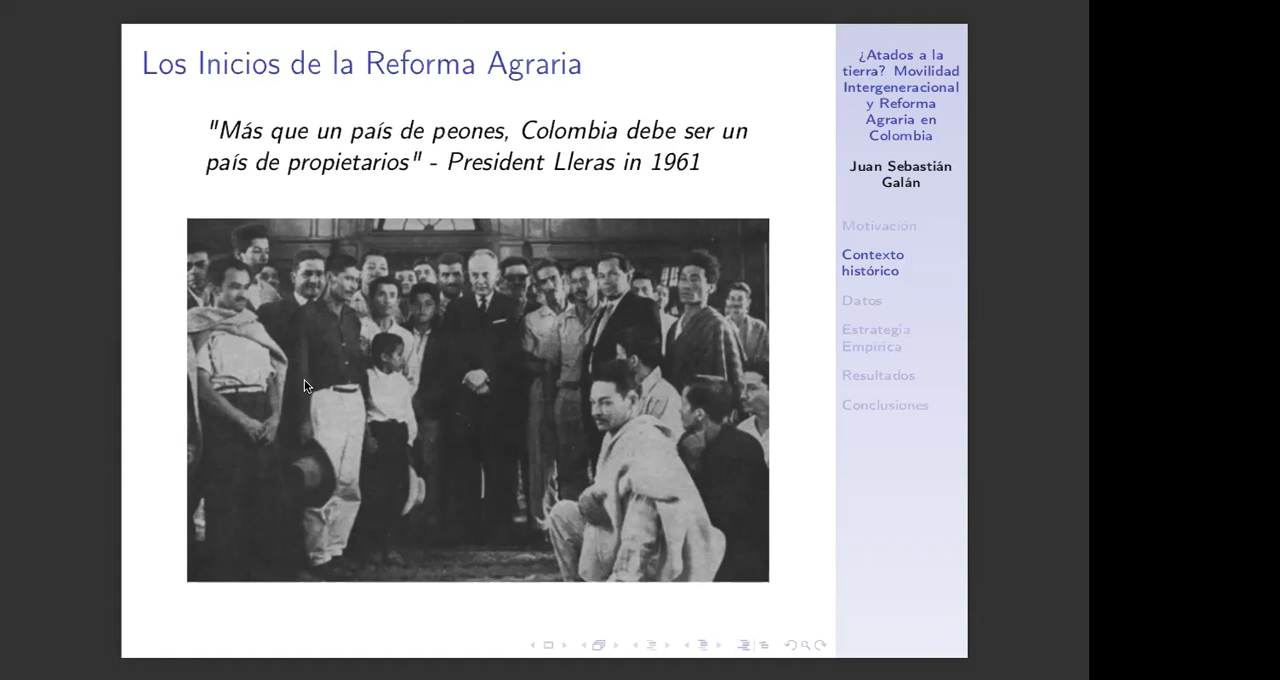 Los Inicios de la Reforma Agraria
"Más que un país de peones, Colombia debe ser un
país de propietarios" - President Lleras in 1961
¿Atados a la
tierra? Movilidad
Intergeneracional
y Reforma
Agraria en
Colombia
Juan Sebastián
Galán
Motivación
Contexto
histórico
Datos
Estrategia
Empírica
Resultados
Conclusiones